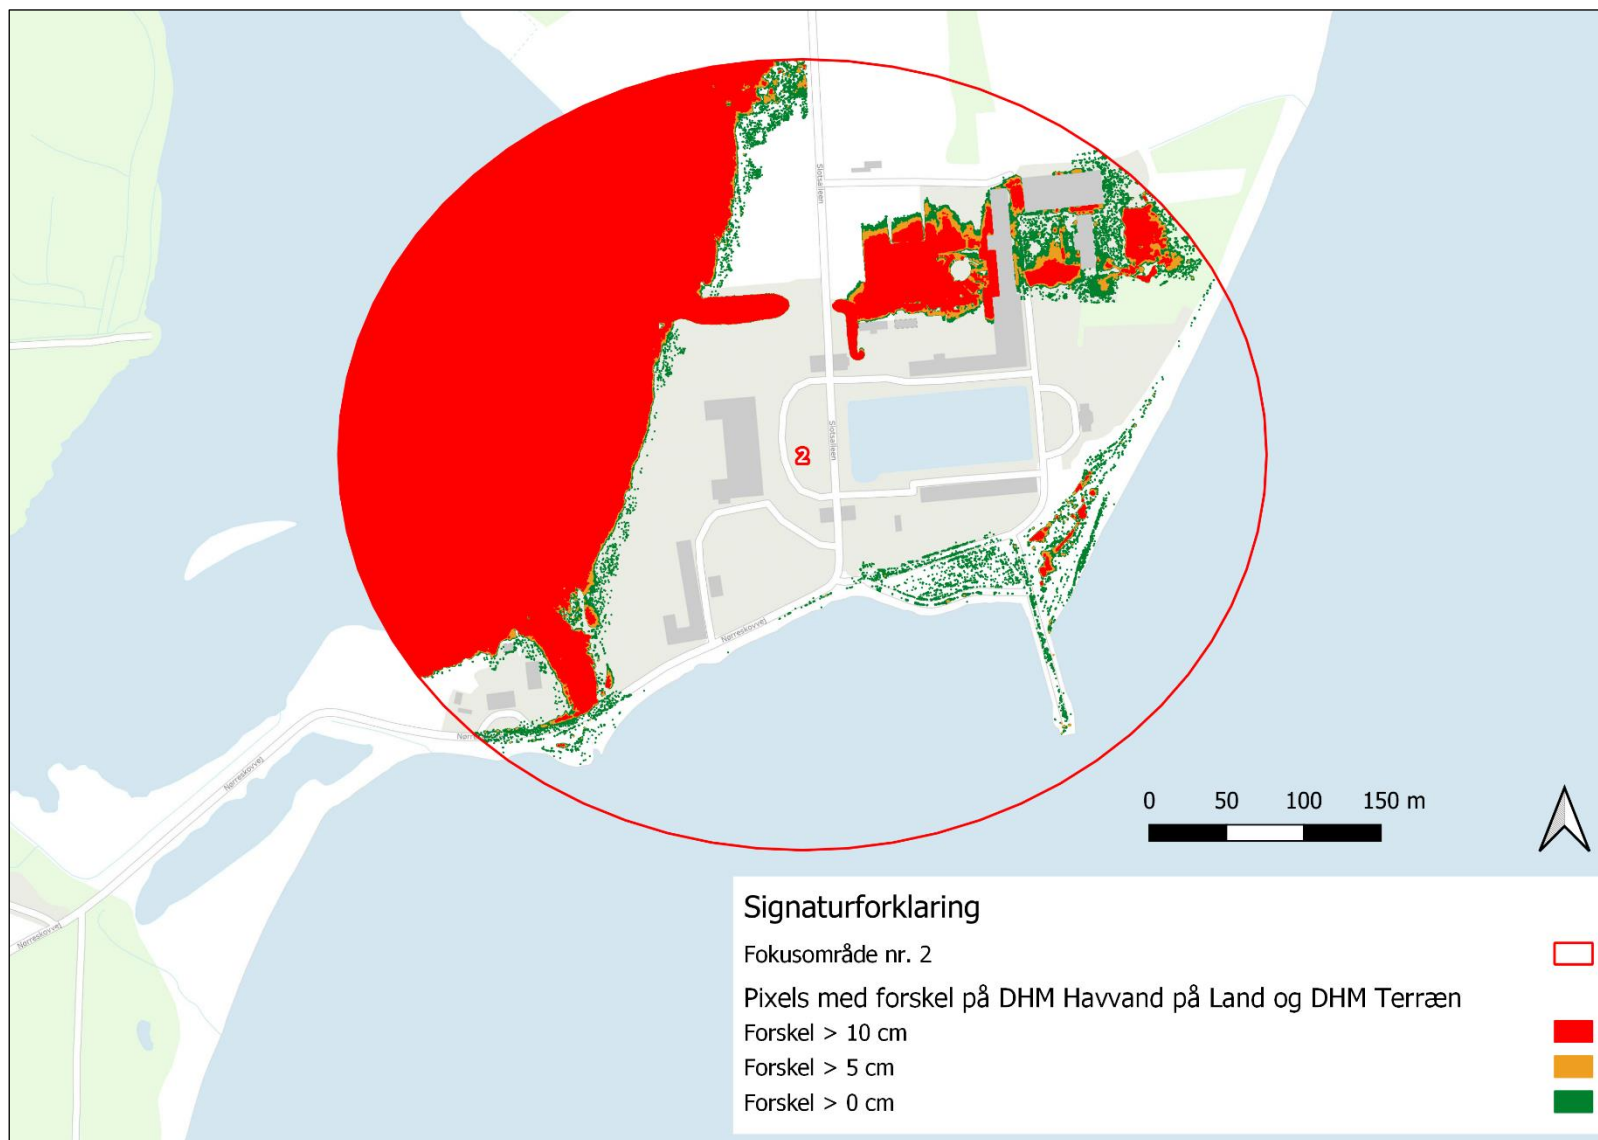 Slotsalleen
2
Slotsalleen
Nørreskovvej
Nørr
Nørreskovvej
Nørreskovvej
0 50 100 150 m
Signaturforklaring
Fokusområde nr. 2
Pixels med forskel på DHM Havvand på Land og DHM Terræn
Forskel > 10 cm
Forskel > 5 cm
Forskel > 0 cm